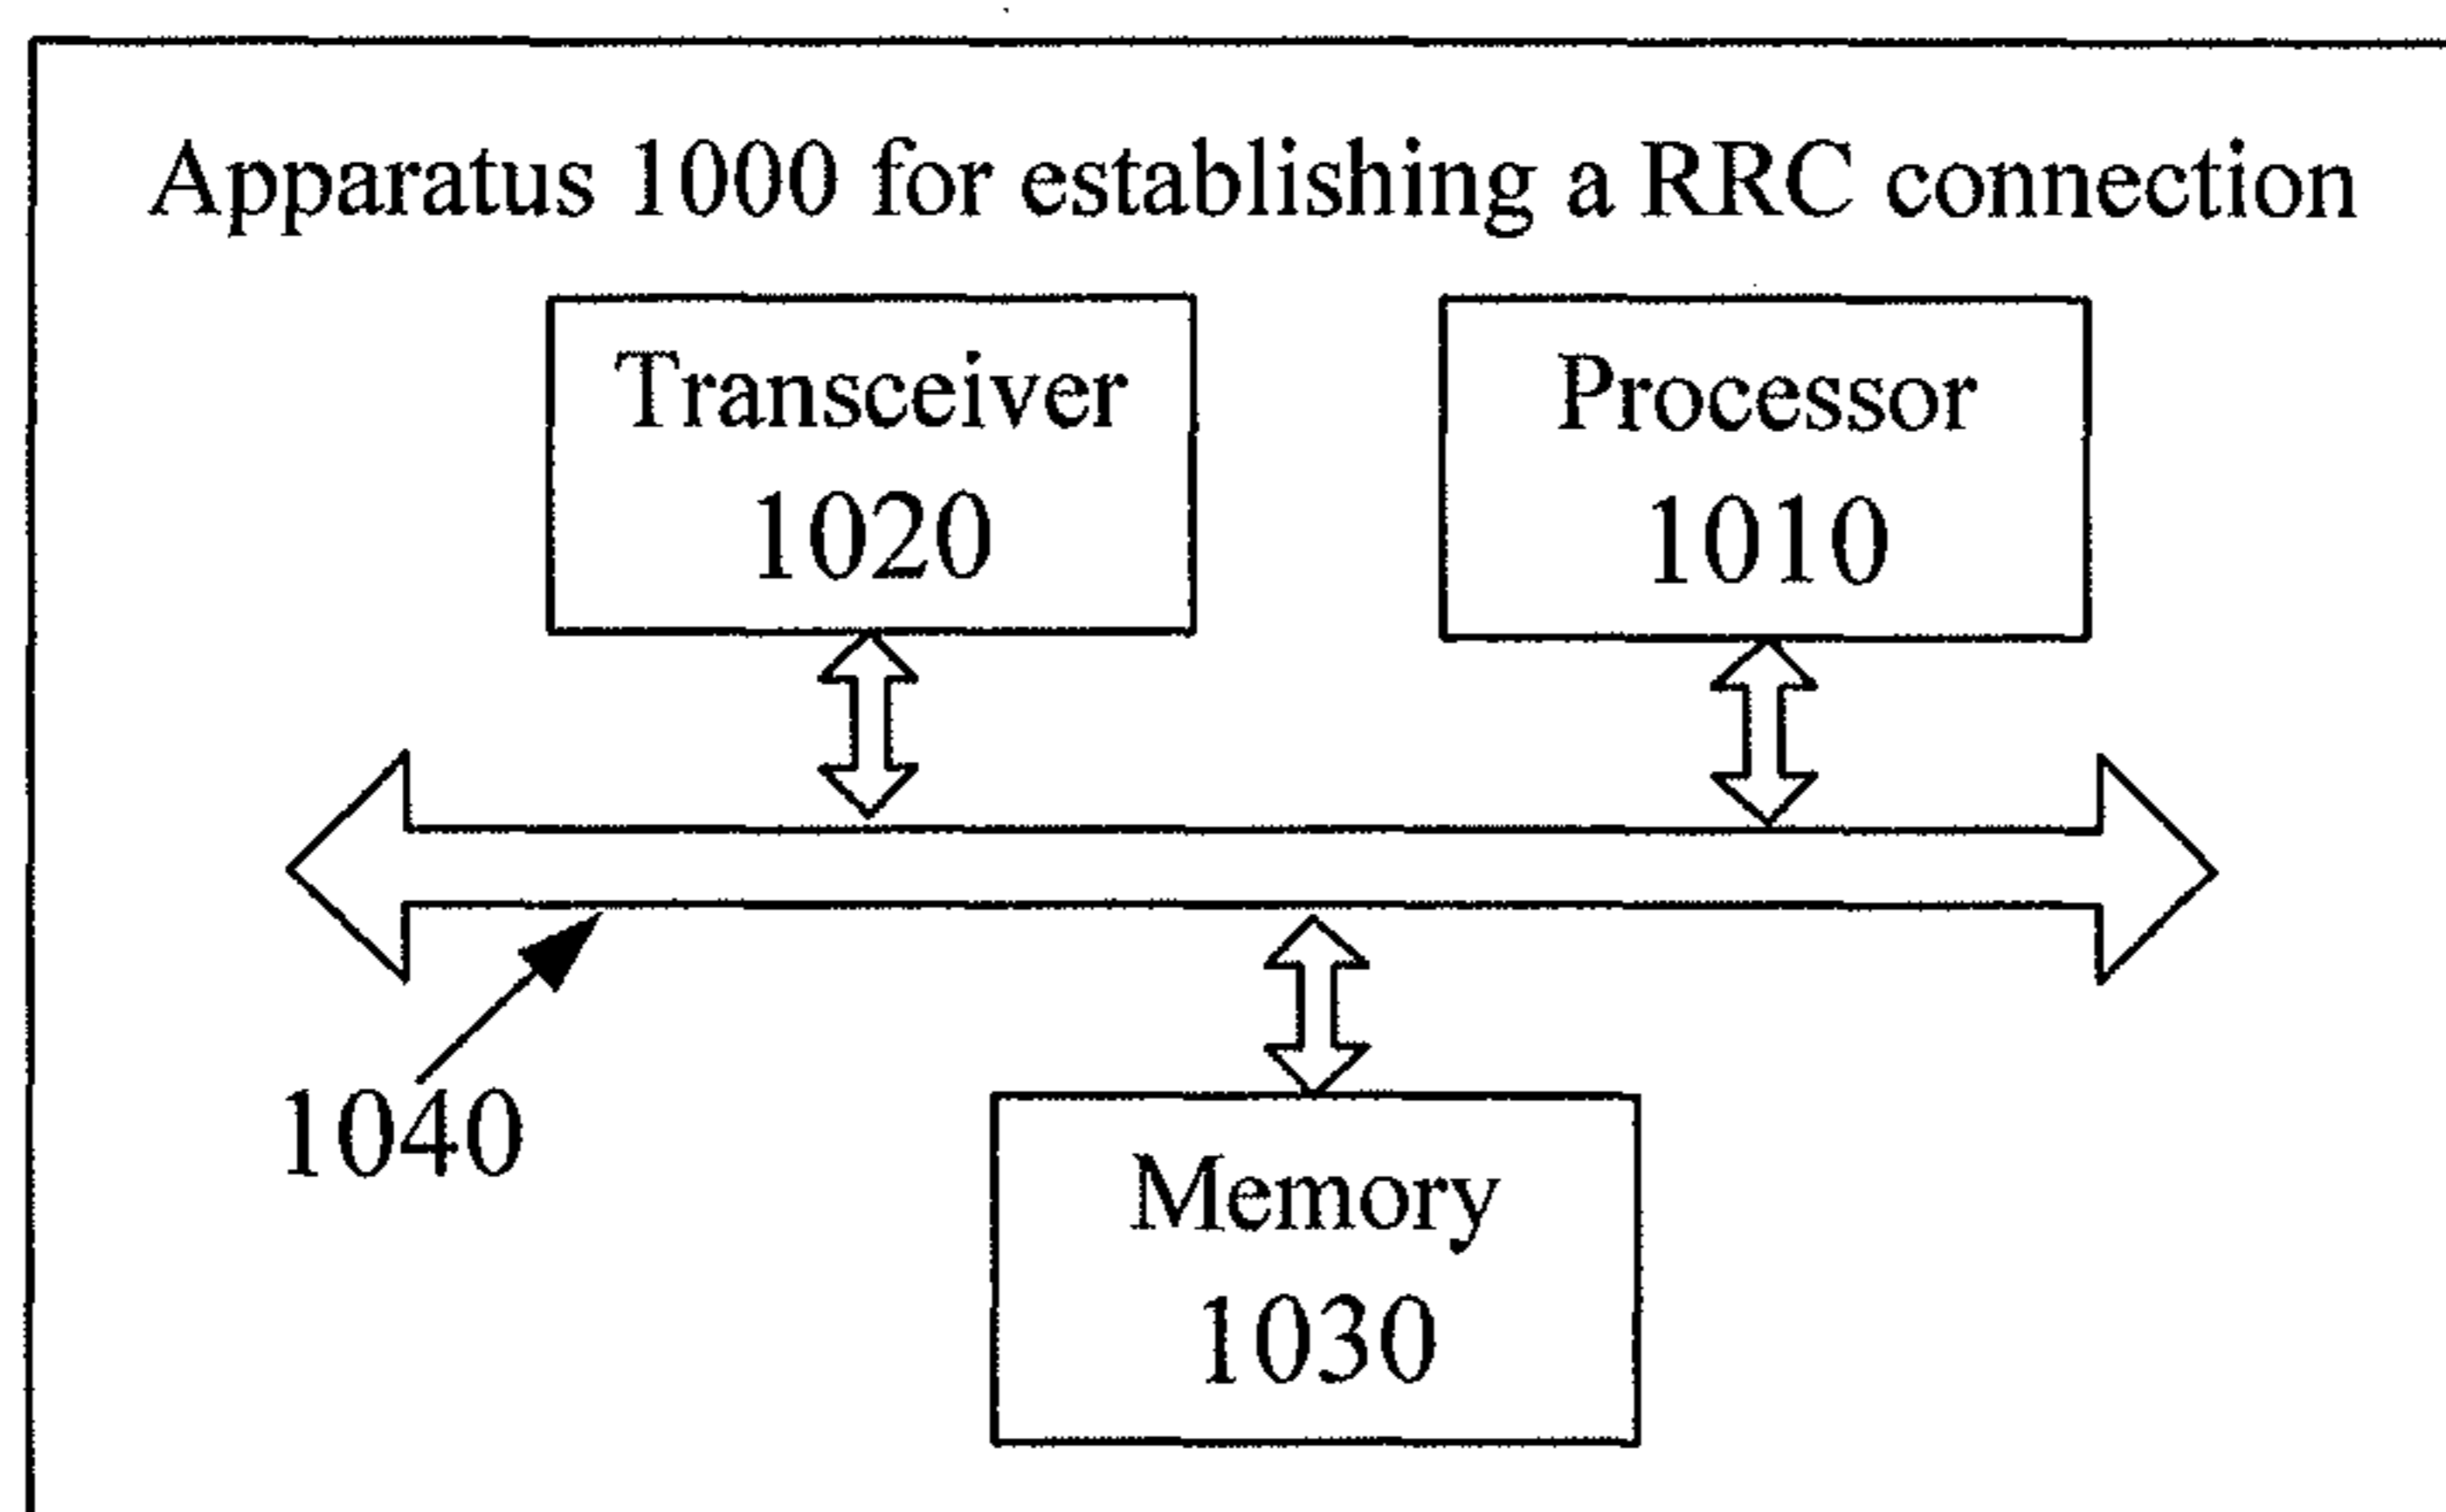 Apparatus 1000 for establishing a RRC connection
Transceiver
1020
Processor
1010
1040
Memory
1030